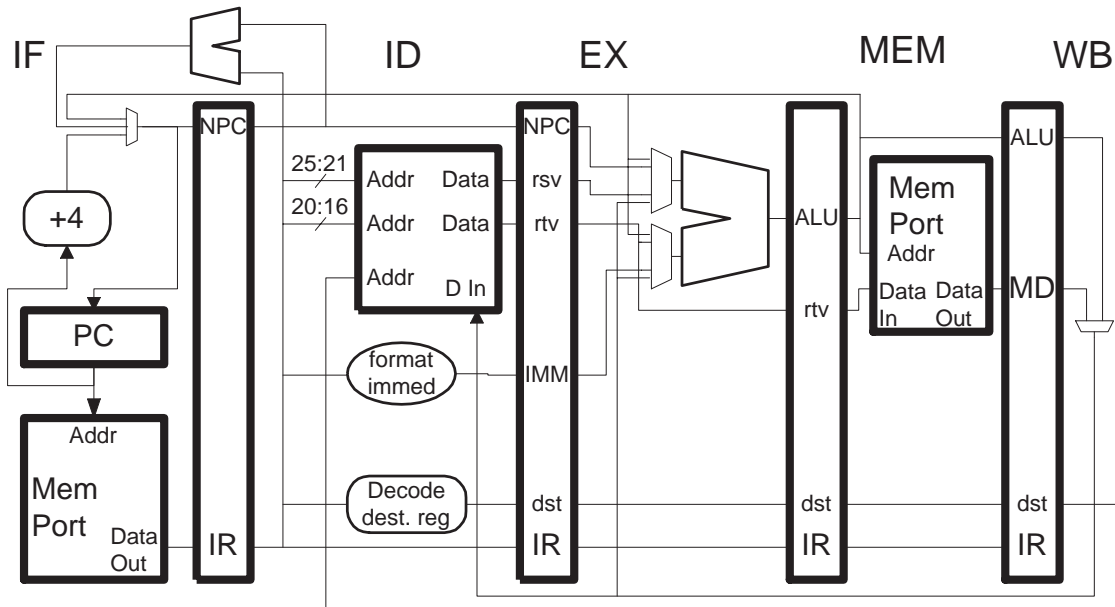 IF
ID
EX
MEM
WB
NPC
NPC
ALU
25:21
Addr
Data
rsv
20:16
Addr
Data
rtv
Mem
Port
Addr
+4
ALU
Addr
D In
Data
In
Data
Out
MD
rtv
PC
format
immed
IMM
Addr
Mem
Port
Data
Out
Decode
dest. reg
dst
dst
dst
IR
IR
IR
IR